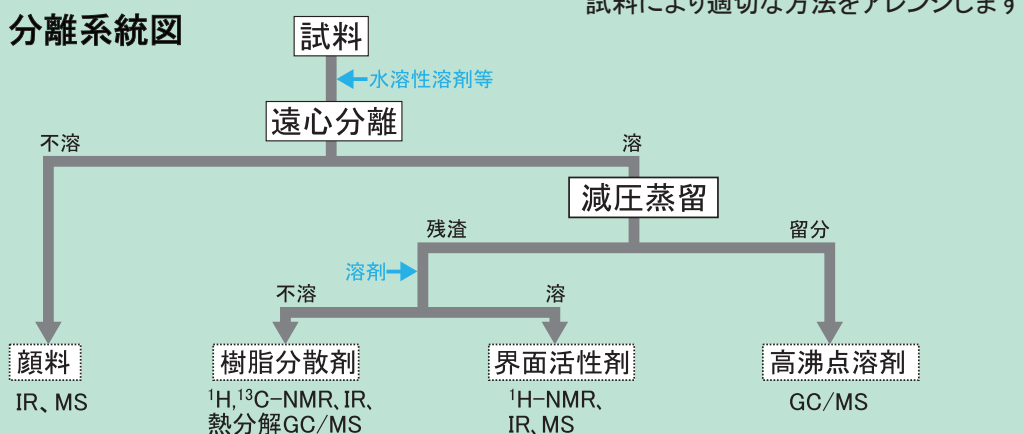 試料により適切な方法をアレンジします
分離系統図
試料
水溶性溶剤等
遠心分離
不溶
溶
減圧蒸留
残渣
留分
溶剤
不溶
溶
顔料
樹脂分散剤
界面活性剤
高沸点溶剤
IR、MS
¹H,¹³C-NMR、IR、
熱分解GC/MS
¹H-NMR、
IR、MS
GC/MS